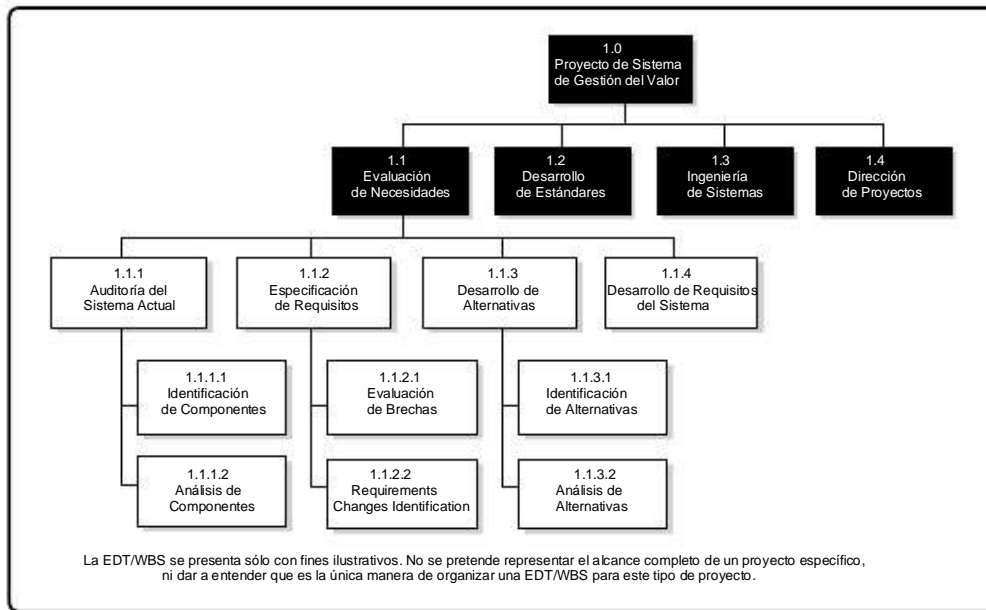 1.0
Proyecto de Sistema
de Gestión del Valor
1.1
Evaluación
de Necesidades
1.2
Desarrollo
de Estándares
1.3
Ingeniería
de Sistemas
1.4
Dirección
de Proyectos
1.1.1
Auditoría del
Sistema Actual
1.1.2
Especificación
de Requisitos
1.1.3
Desarrollo de
Alternativas
1.1.4
Desarrollo de Requisitos
del Sistema
1.1.1.1
Identificación
de Componentes
1.1.2.1
Evaluación
de Brechas
1.1.3.1
Identificación
de Alternativas
1.1.1.2
Análisis de
Componentes
1.1.2.2
Requirements
Changes Identification
1.1.3.2
Análisis de
Alternativas
La EDT/WBS se presenta sólo con fines ilustrativos. No se pretende representar el alcance completo de un proyecto específico,
ni dar a entender que es la única manera de organizar una EDT/WBS para este tipo de proyecto.